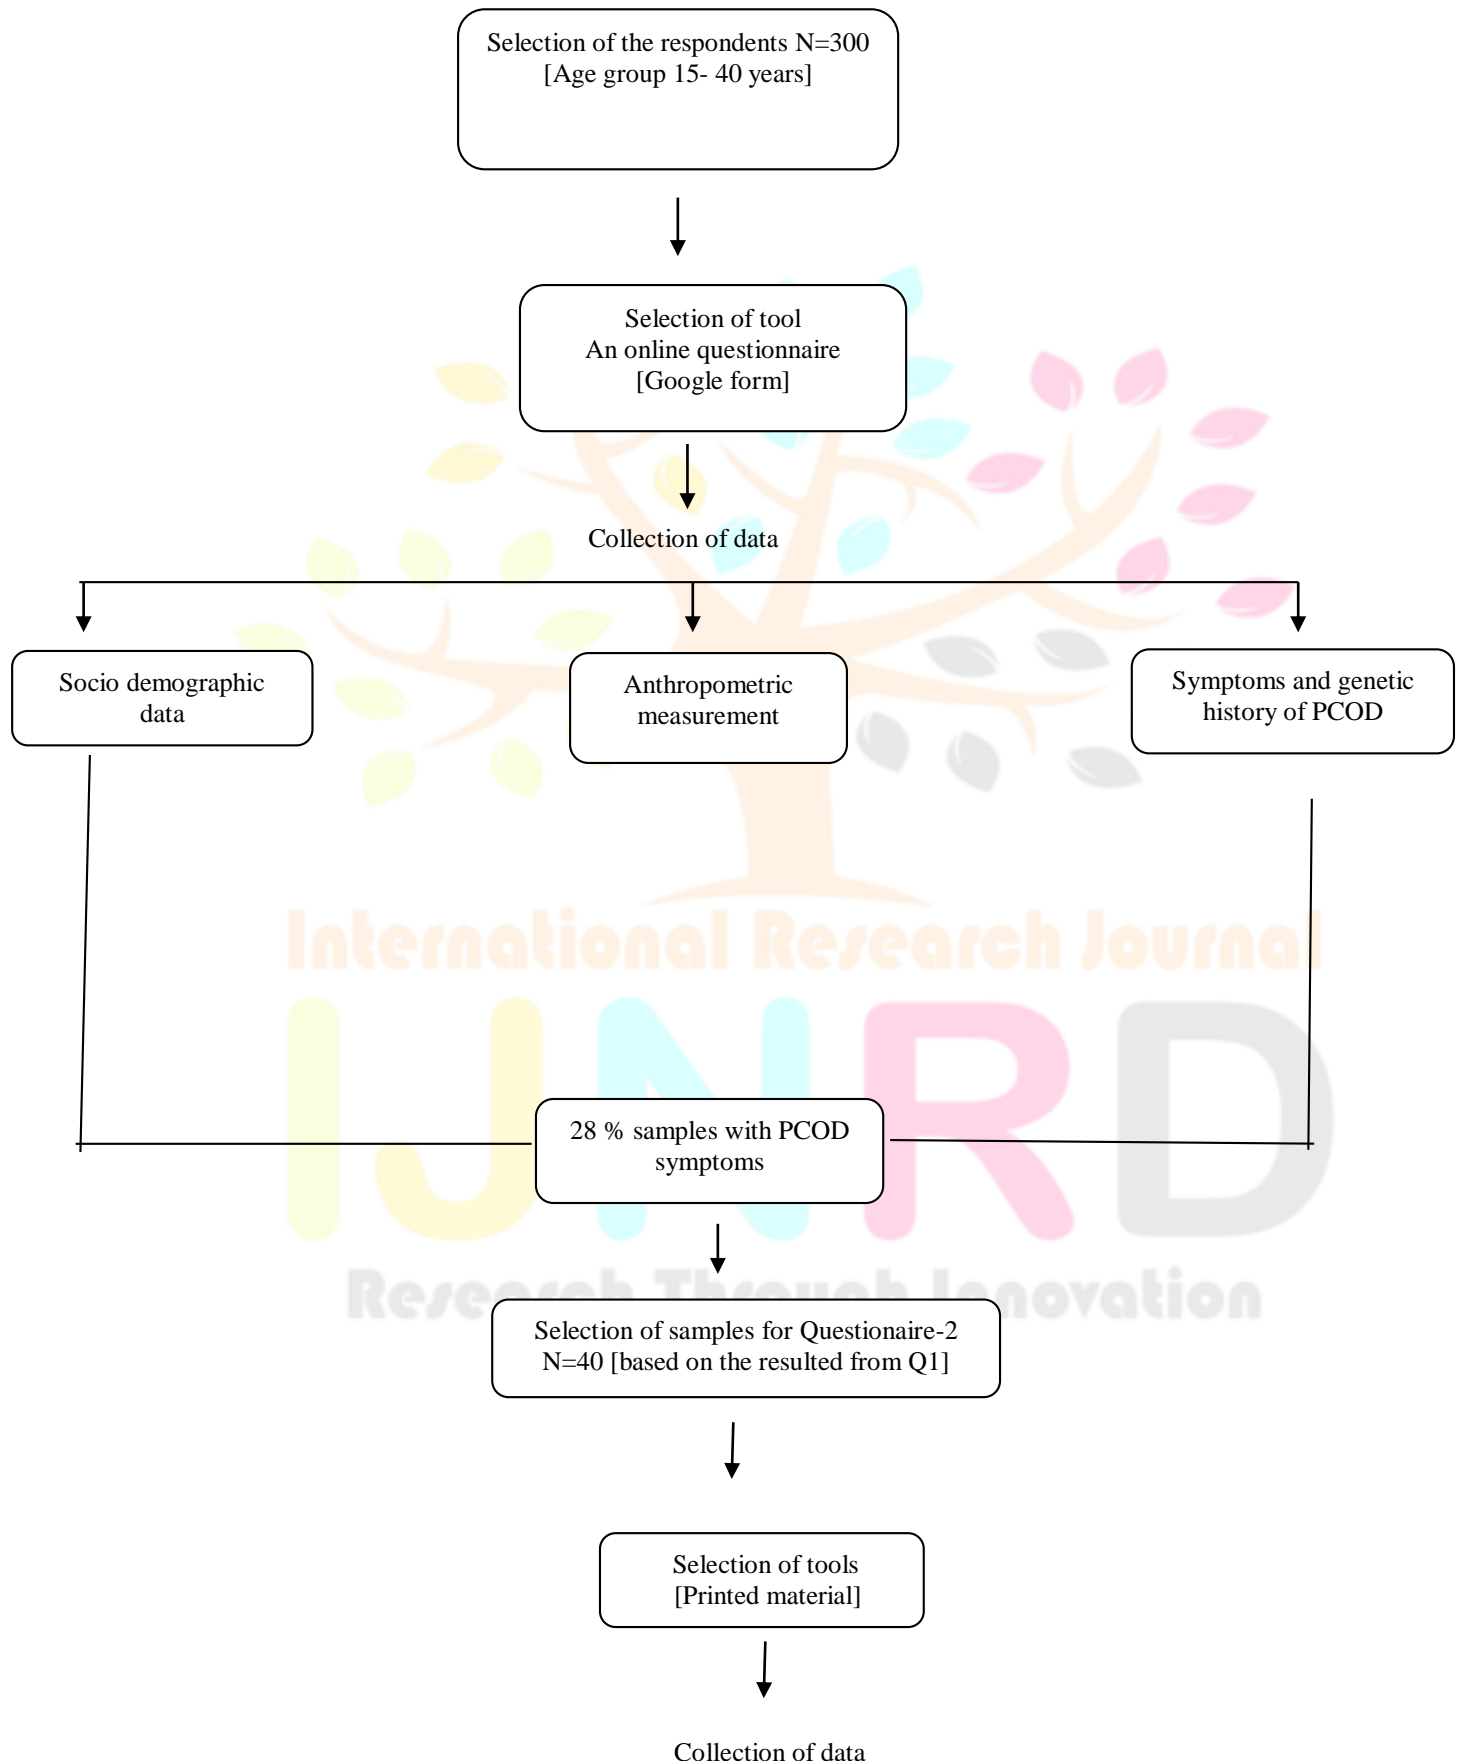 Selection of the respondents N=300
[Age group 15- 40 years]
Selection of tool
An online questionnaire
[Google form]
Collection of data
Socio demographic
data
Anthropometric
measurement
Symptoms and genetic
history of PCOD
International Research Journal
IJNRD
28 % samples with PCOD
symptoms
Research Through Innovation
Selection of samples for Questionaire-2
N=40 [based on the resulted from Q1]
Selection of tools
[Printed material]
Collection of data